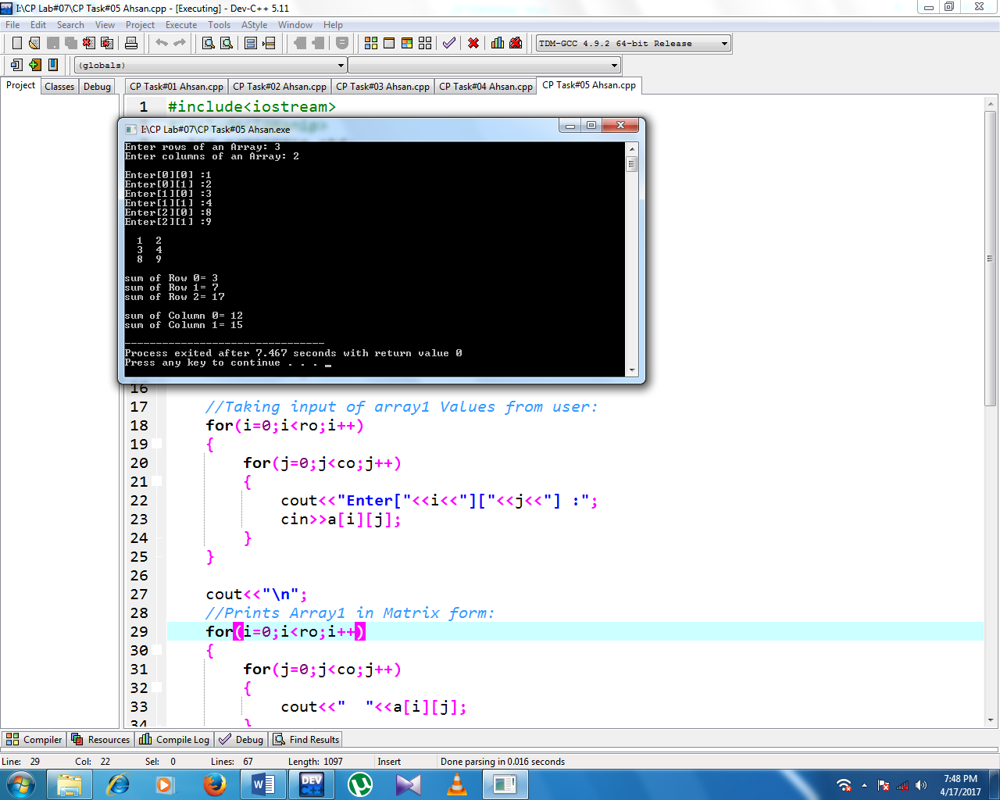 I:\CP Lab#07\CP Task#05 Ahsan.cpp - [Executing] - Dev-C++ 5.11
File Edit Search View Project Execute Tools AStyle Window Help
TDM-GCC 4.9.2 64-bit Release
(globals)
Project Classes Debug
CP Task#01 Ahsan.cpp CP Task#02 Ahsan.cpp CP Task#03 Ahsan.cpp CP Task#04 Ahsan.cpp CP Task#05 Ahsan.cpp
1 #include<iostream>
I:\CP Lab#07\CP Task#05 Ahsan.exe
Enter rows of an Array: 3
Enter columns of an Array: 2
Enter[0][0] :1
Enter[0][1] :2
Enter[1][0] :3
Enter[1][1] :4
Enter[2][0] :8
Enter[2][1] :9
1 2
3 4
8 9
sum of Row 0= 3
sum of Row 1= 7
sum of Row 2= 17
sum of Column 0= 12
sum of Column 1= 15
--------------------------------
Process exited after 7.467 seconds with return value 0
Press any key to continue . . .
16
17 //Taking input of array1 Values from user:
18 for(i=0;i<ro;i++)
19 {
20 for(j=0;j<co;j++)
21 {
22 cout<<"Enter["<<i<<"]["<<j<<"] :";
23 cin>>a[i][j];
24 }
25 }
26
27 cout<<"\n";
28 //Prints Array1 in Matrix form:
29 for(i=0;i<ro;i++)
30 {
31 for(j=0;j<co;j++)
32 {
33 cout<<"  "<<a[i][j];
34 }
Compiler Resources Compile Log Debug Find Results
Line: 29 Col: 22 Sel: 0 Lines: 67 Length: 1097 Insert Done parsing in 0.016 seconds
DEV C++
7:48 PM
4/17/2017